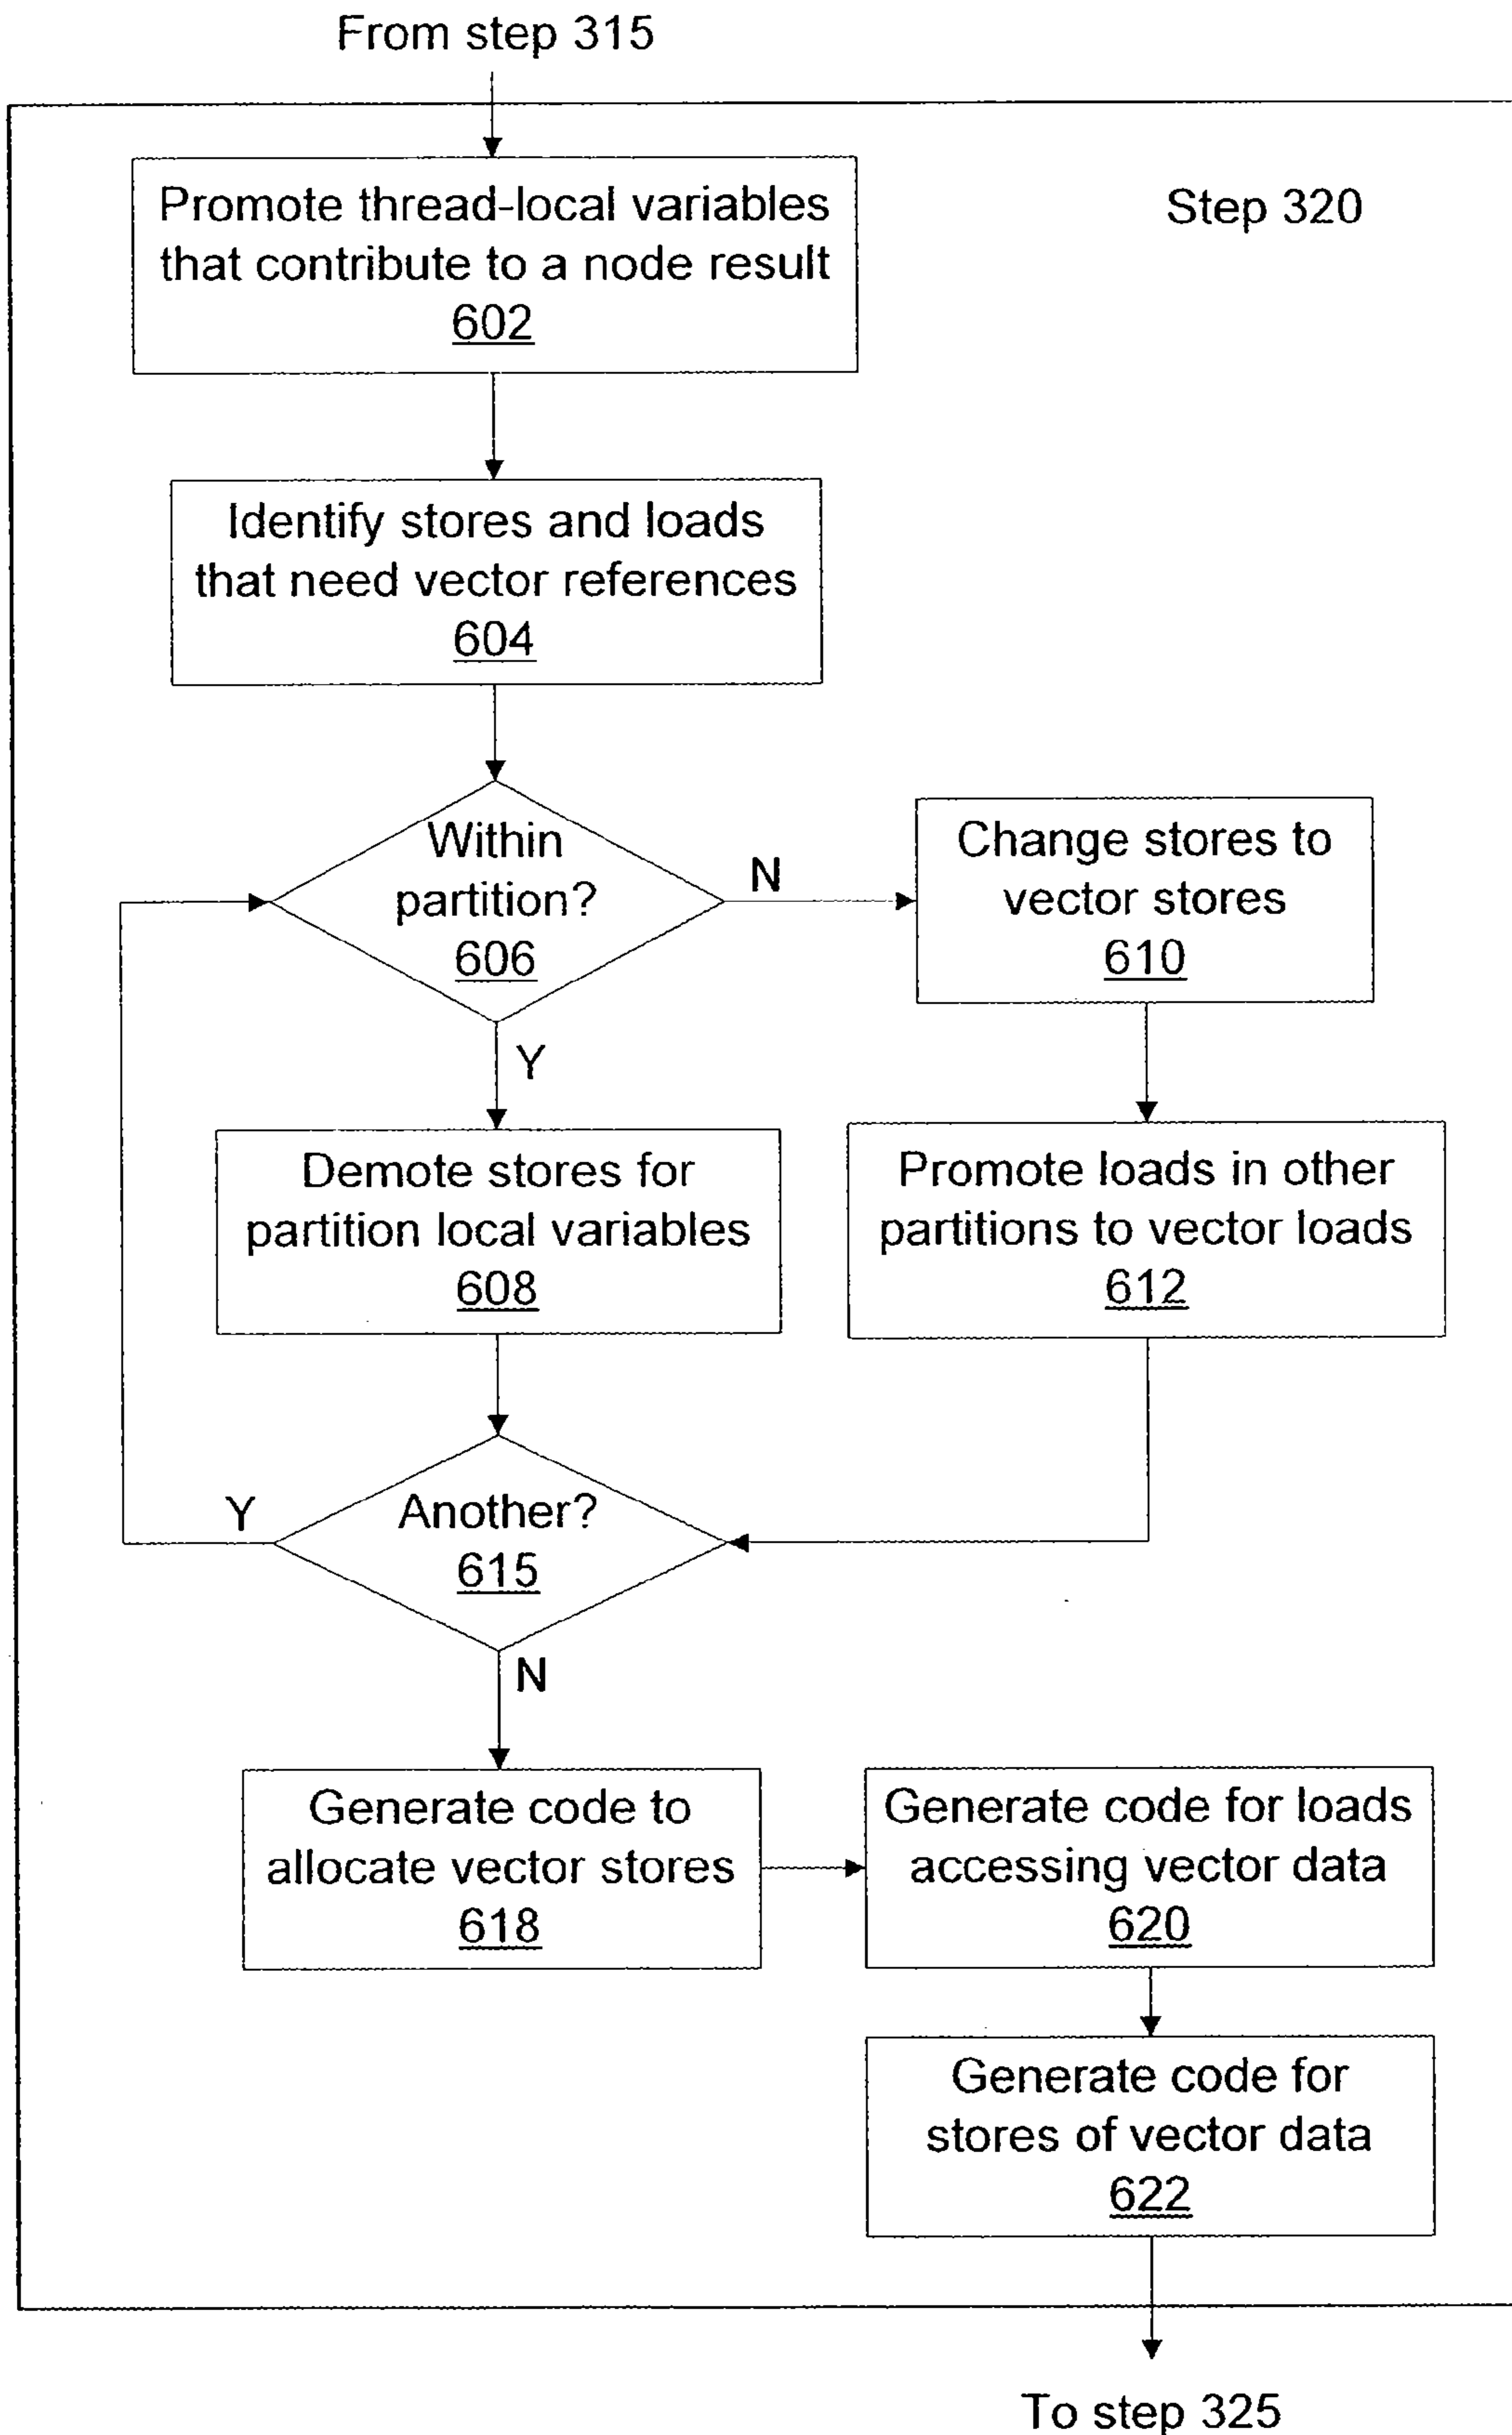 From step 315
Step 320
Promote thread-local variables
that contribute to a node result
602
Identify stores and loads
that need vector references
604
Within
partition?
606
N
Change stores to
vector stores
610
Y
Demote stores for
partition local variables
608
Promote loads in other
partitions to vector loads
612
Another?
615
Y
N
Generate code to
allocate vector stores
618
Generate code for loads
accessing vector data
620
Generate code for
stores of vector data
622
To step 325